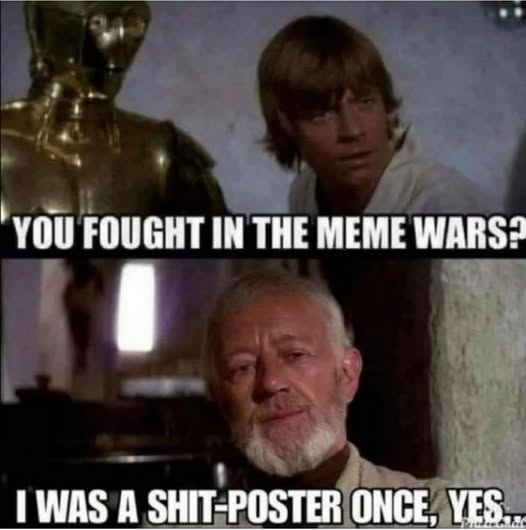 YOU FOUGHT IN THE MEME WARS?
I WAS A SHIT-POSTER ONCE, YES...